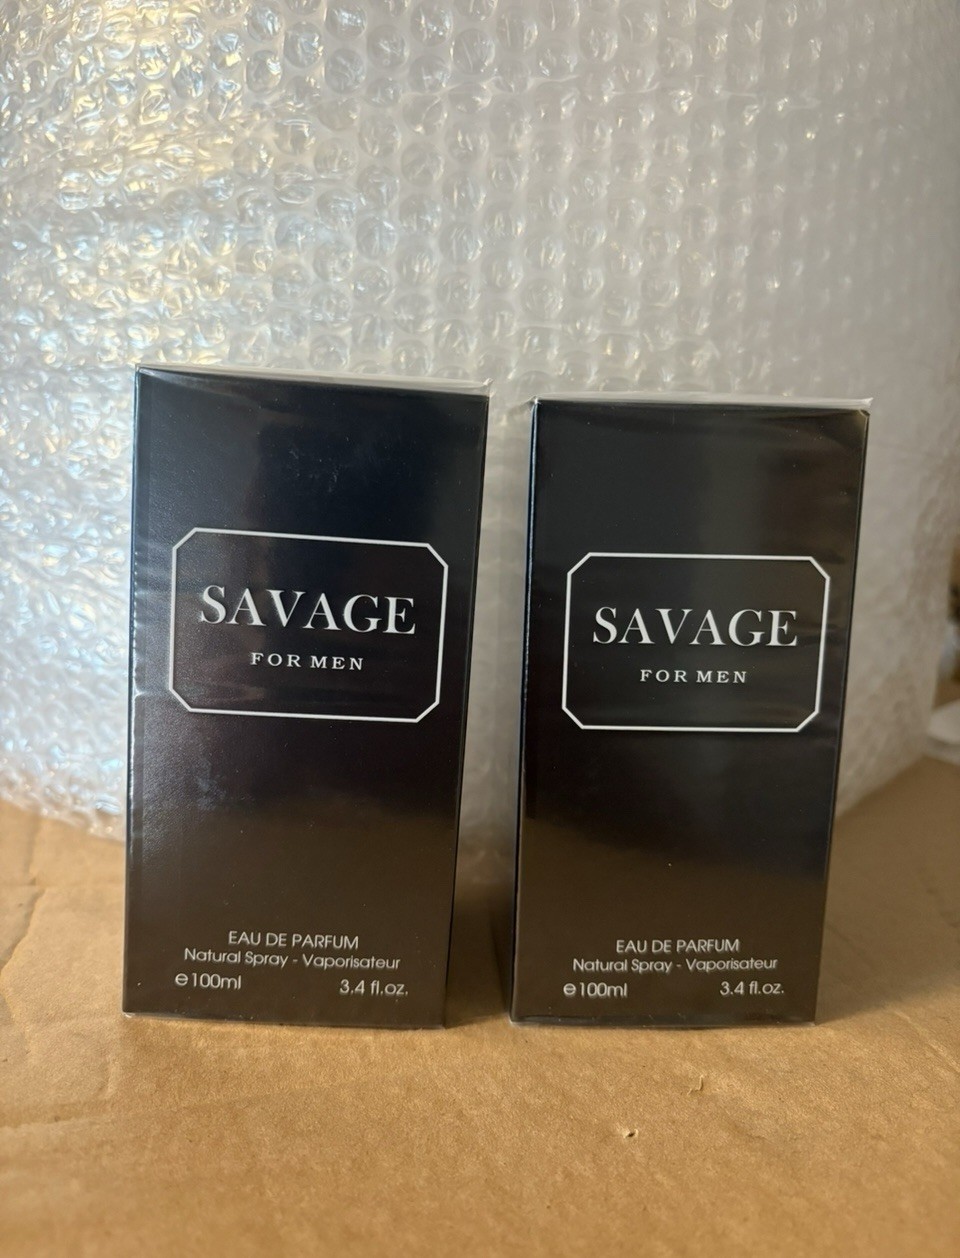 SAVAGE
FOR MEN
EAU DE PARFUM
Natural Spray - Vaporisateur
℮100ml 3.4 fl.oz.
SAVAGE
FOR MEN
EAU DE PARFUM
Natural Spray - Vaporisateur
℮100ml 3.4 fl.oz.